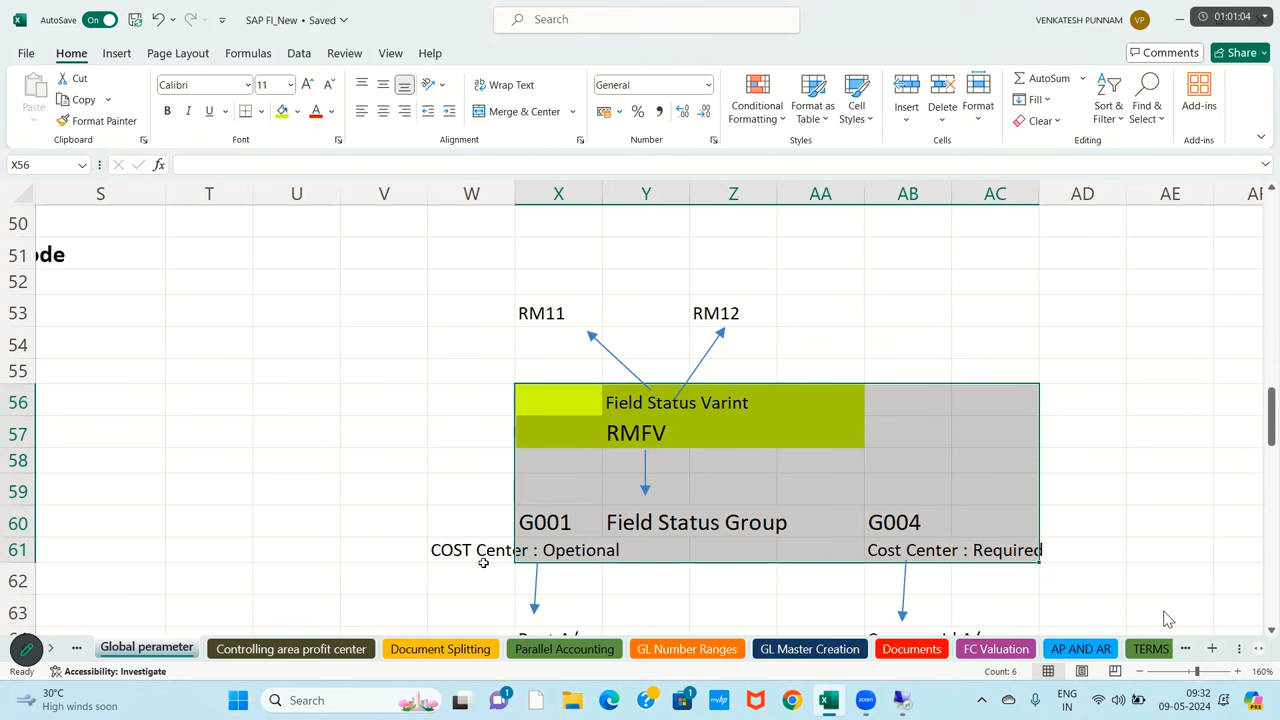 AutoSave On SAP FI_New • Saved Search VENKATESH PUNNAM VP 01:01:04
File Home Insert Page Layout Formulas Data Review View Help Comments Share
Cut
Copy
Format Painter
Paste
Calibri 11
B I U
Wrap Text
Merge & Center
General
Conditional Formatting
Format as Table
Cell Styles
Insert Delete Format
AutoSum
Fill
Clear
Sort & Filter
Find & Select
Add-ins
Clipboard Font Alignment Number Styles Cells Editing Add-ins
X56 fx
S T U V W X Y Z AA AB AC AD AE
50
51 ode
52
53 RM11 RM12
54
55
56 Field Status Varint
57 RMFV
58
59
60 G001 Field Status Group G004
61 COST Center : Opetional Cost Center : Required
62
63
Global perameter Controlling area profit center Document Splitting Parallel Accounting GL Number Ranges GL Master Creation Documents FC Valuation AP AND AR TERMS
Ready Accessibility: Investigate Count: 6 160%
30°C
High winds soon
Search
ENG
IN
09:32
09-05-2024